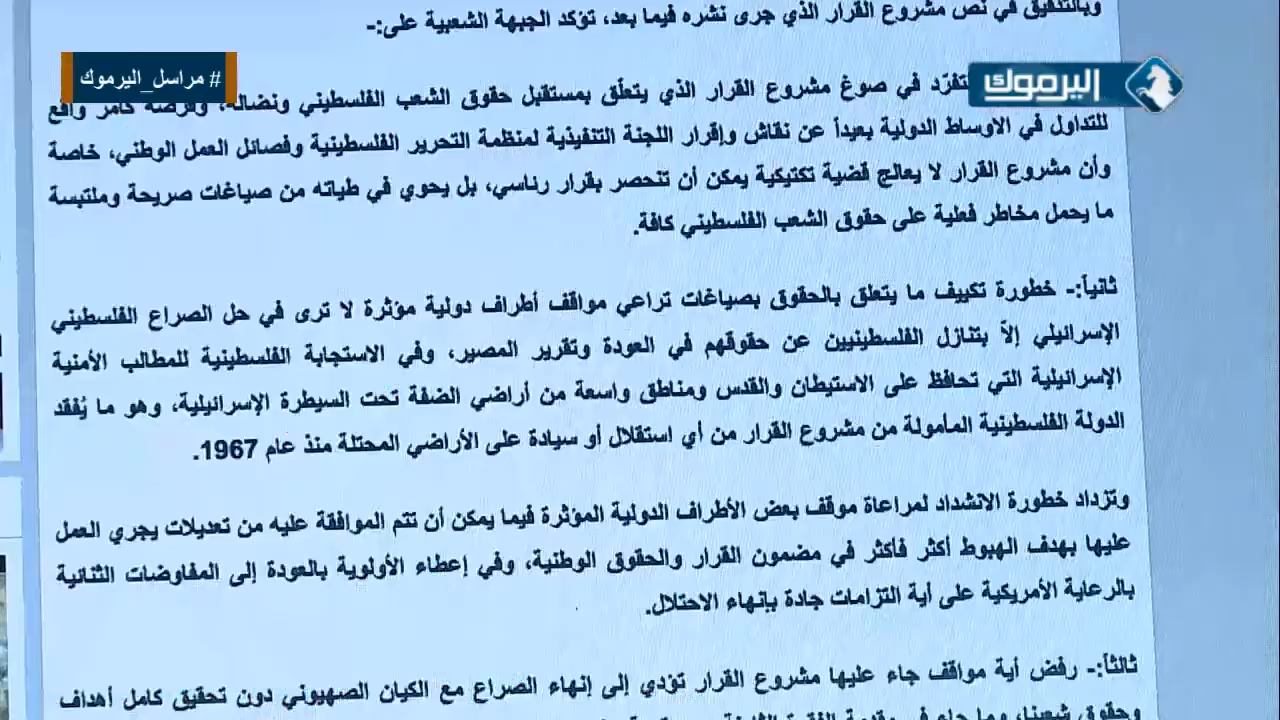 وبالتدقيق في نص مشروع القرار الذي جرى نشره فيما بعد، تؤكد الجبهة الشعبية على:-
# مراسل_اليرموك
اليرموك
تفرّد في صوغ مشروع القرار الذي يتعلّق بمستقبل حقوق الشعب الفلسطيني ونضاله، وفرضه كأمر واقع
للتداول في الاوساط الدولية بعيداً عن نقاش وإقرار اللجنة التنفيذية لمنظمة التحرير الفلسطينية وفصائل العمل الوطني، خاصة
وأن مشروع القرار لا يعالج قضية تكتيكية يمكن أن تنحصر بقرار رئاسي، بل يحوي في طياته من صياغات صريحة وملتبسة
ما يحمل مخاطر فعلية على حقوق الشعب الفلسطيني كافة.
ثانياً:- خطورة تكييف ما يتعلق بالحقوق بصياغات تراعي مواقف أطراف دولية مؤثرة لا ترى في حل الصراع الفلسطيني
الإسرائيلي إلاّ بتنازل الفلسطينيين عن حقوقهم في العودة وتقرير المصير، وفي الاستجابة الفلسطينية للمطالب الأمنية
الإسرائيلية التي تحافظ على الاستيطان والقدس ومناطق واسعة من أراضي الضفة تحت السيطرة الإسرائيلية، وهو ما يُفقد
الدولة الفلسطينية المأمولة من مشروع القرار من أي استقلال أو سيادة على الأراضي المحتلة منذ عام 1967.
وتزداد خطورة الانشداد لمراعاة موقف بعض الأطراف الدولية المؤثرة فيما يمكن أن تتم الموافقة عليه من تعديلات يجري العمل
عليها بهدف الهبوط أكثر فأكثر في مضمون القرار والحقوق الوطنية، وفي إعطاء الأولوية بالعودة إلى المفاوضات الثنائية
بالرعاية الأمريكية على أية التزامات جادة بإنهاء الاحتلال.
ثالثاً:- رفض أية مواقف جاء عليها مشروع القرار تؤدي إلى إنهاء الصراع مع الكيان الصهيوني دون تحقيق كامل أهداف
وحقوق شعبنا، وما جاء في